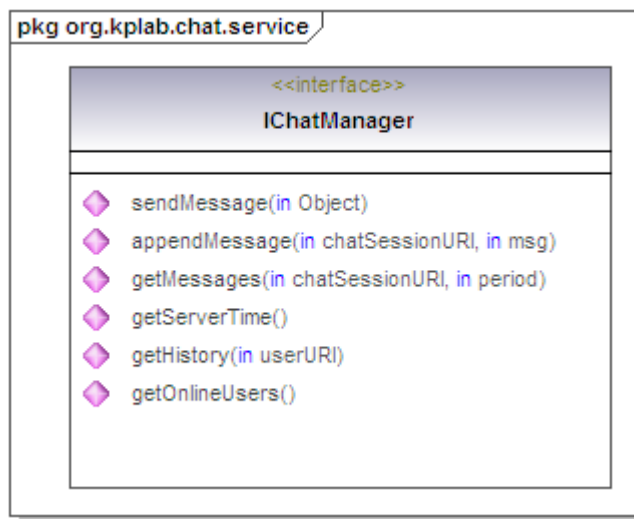 pkg org.kplab.chat.service
<<interface>>
IChatManager
sendMessage(in Object)
appendMessage(in chatSessionURI, in msg)
getMessages(in chatSessionURI, in period)
getServerTime()
getHistory(in userURI)
getOnlineUsers()